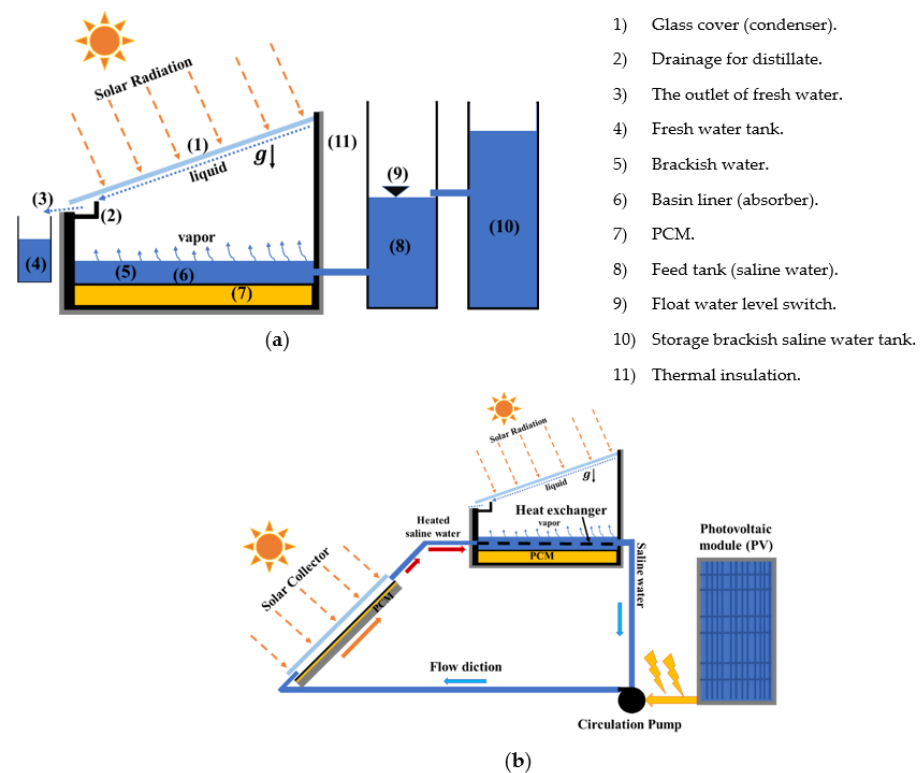 Solar Radiation
(1)
liquid
g
(11)
(3)
(2)
(9)
vapor
(4)
(5)
(6)
(7)
(8)
(10)
(a)
1) Glass cover (condenser).
2) Drainage for distillate.
3) The outlet of fresh water.
4) Fresh water tank.
5) Brackish water.
6) Basin liner (absorber).
7) PCM.
8) Feed tank (saline water).
9) Float water level switch.
10) Storage brackish saline water tank.
11) Thermal insulation.
Solar Radiation
liquid
g
Heat exchanger
vapor
PCM
Heated
saline water
Solar Collector
PCM
Saline water
Photovoltaic
module (PV)
Flow diction
Circulation Pump
(b)